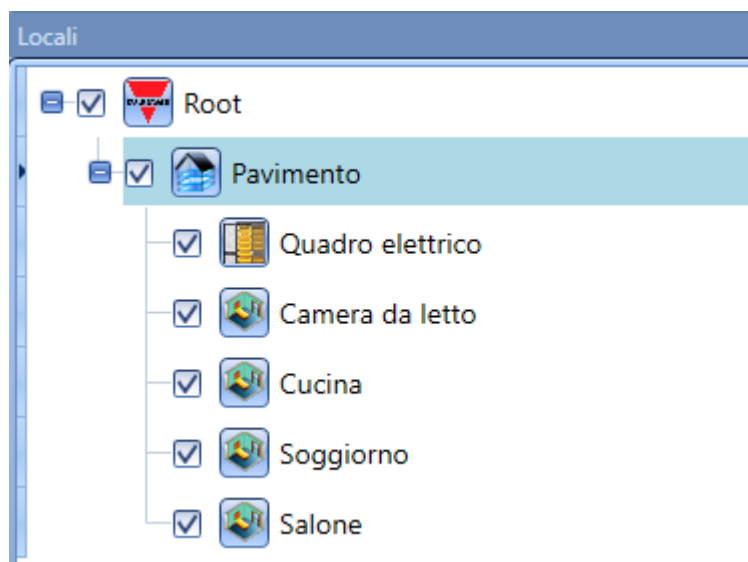 Locali
Root
Pavimento
Quadro elettrico
Camera da letto
Cucina
Soggiorno
Salone